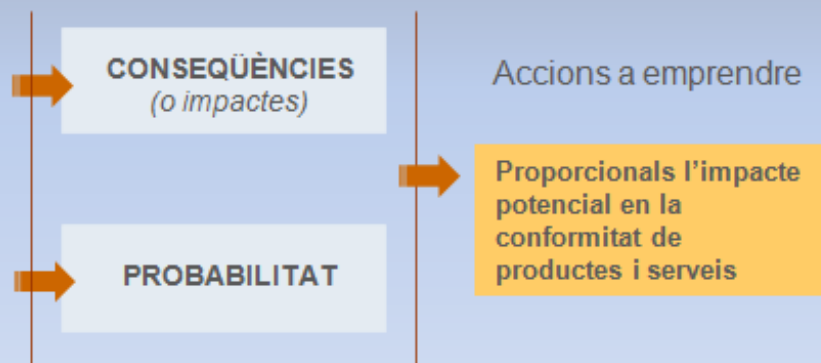 CONSEQÜÈNCIES
(o impactes)
PROBABILITAT
Accions a emprendre
Proporcionals l’impacte
potencial en la
conformitat de
productes i serveis